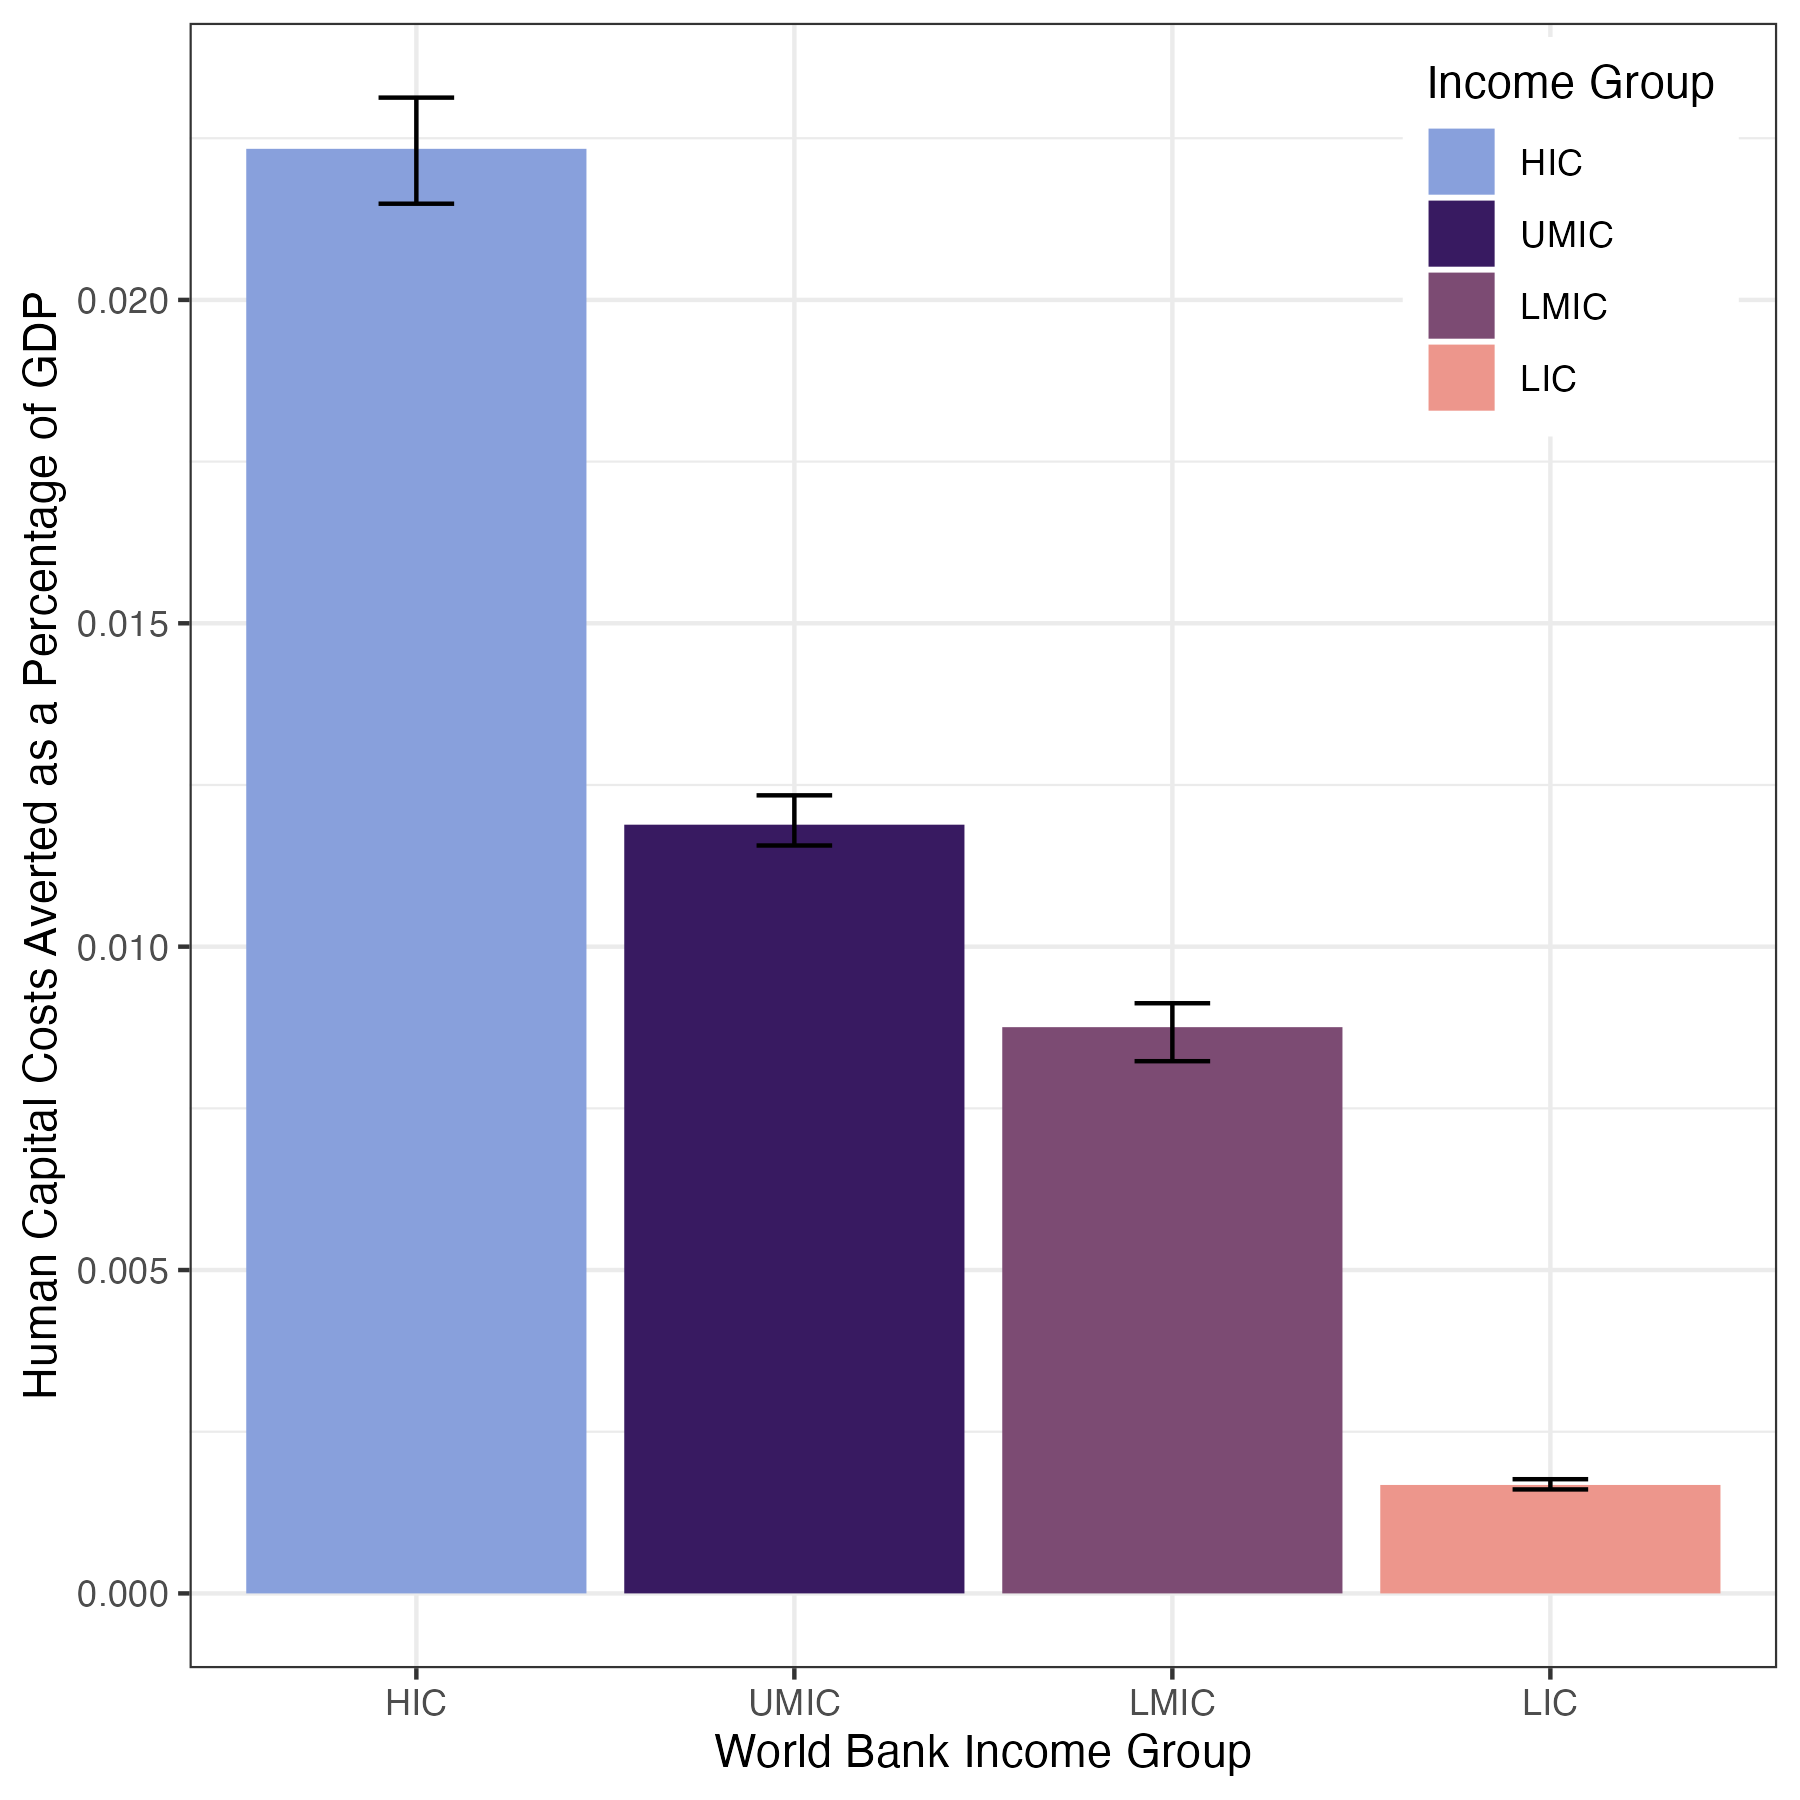 Human Capital Costs Averted as a Percentage of GDP
0.020
0.015
0.010
0.005
0.000
Income Group
HIC
UMIC
LMIC
LIC
HIC UMIC LMIC LIC
World Bank Income Group